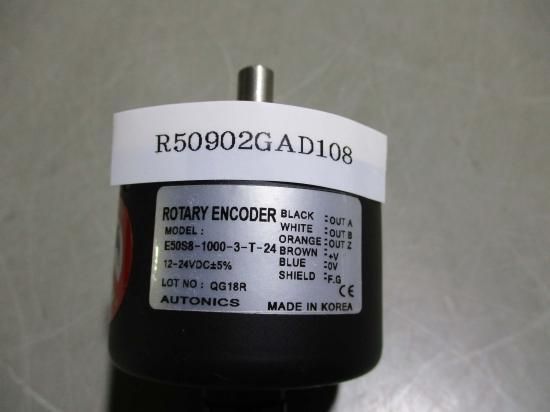 R50902GAD108
ROTARY ENCODER
MODEL :
E50S8-1000-3-T-24
12-24VDC±5%
LOT NO : QG18R
AUTONICS
BLACK : OUT A
WHITE : OUT B
ORANGE : OUT Z
BROWN : +V
BLUE : 0V
SHIELD : F.G
CE
MADE IN KOREA